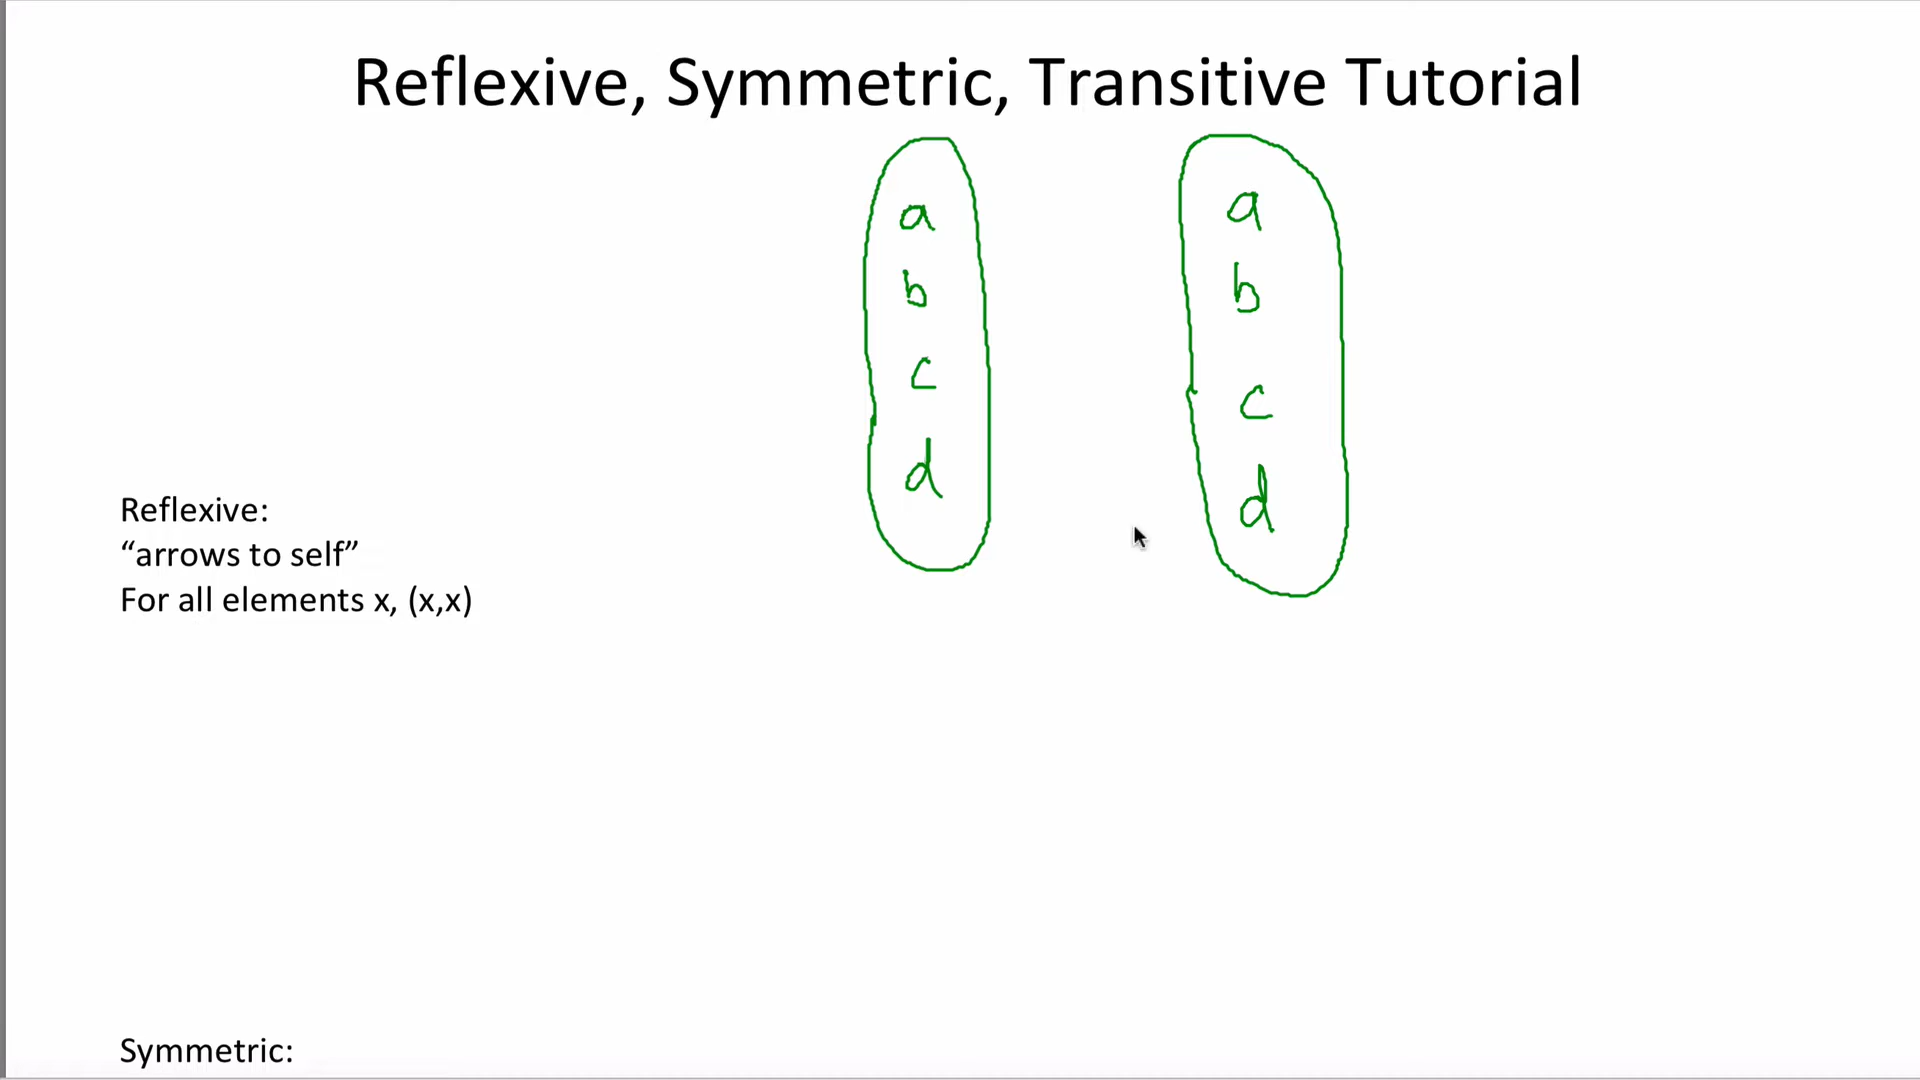 Reflexive, Symmetric, Transitive Tutorial
a
b
c
d
a
b
c
d
Reflexive:
“arrows to self”
For all elements x, (x,x)
Symmetric: